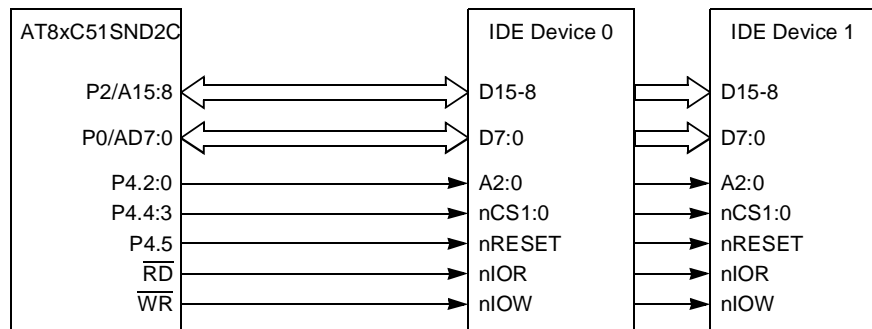 AT8xC51SND2C IDE Device 0 IDE Device 1
P2/A15:8 D15-8 D15-8
P0/AD7:0 D7:0 D7:0
P4.2:0 A2:0 A2:0
P4.4:3 nCS1:0 nCS1:0
P4.5 nRESET nRESET
RD nIOR nIOR
WR nIOW nIOW